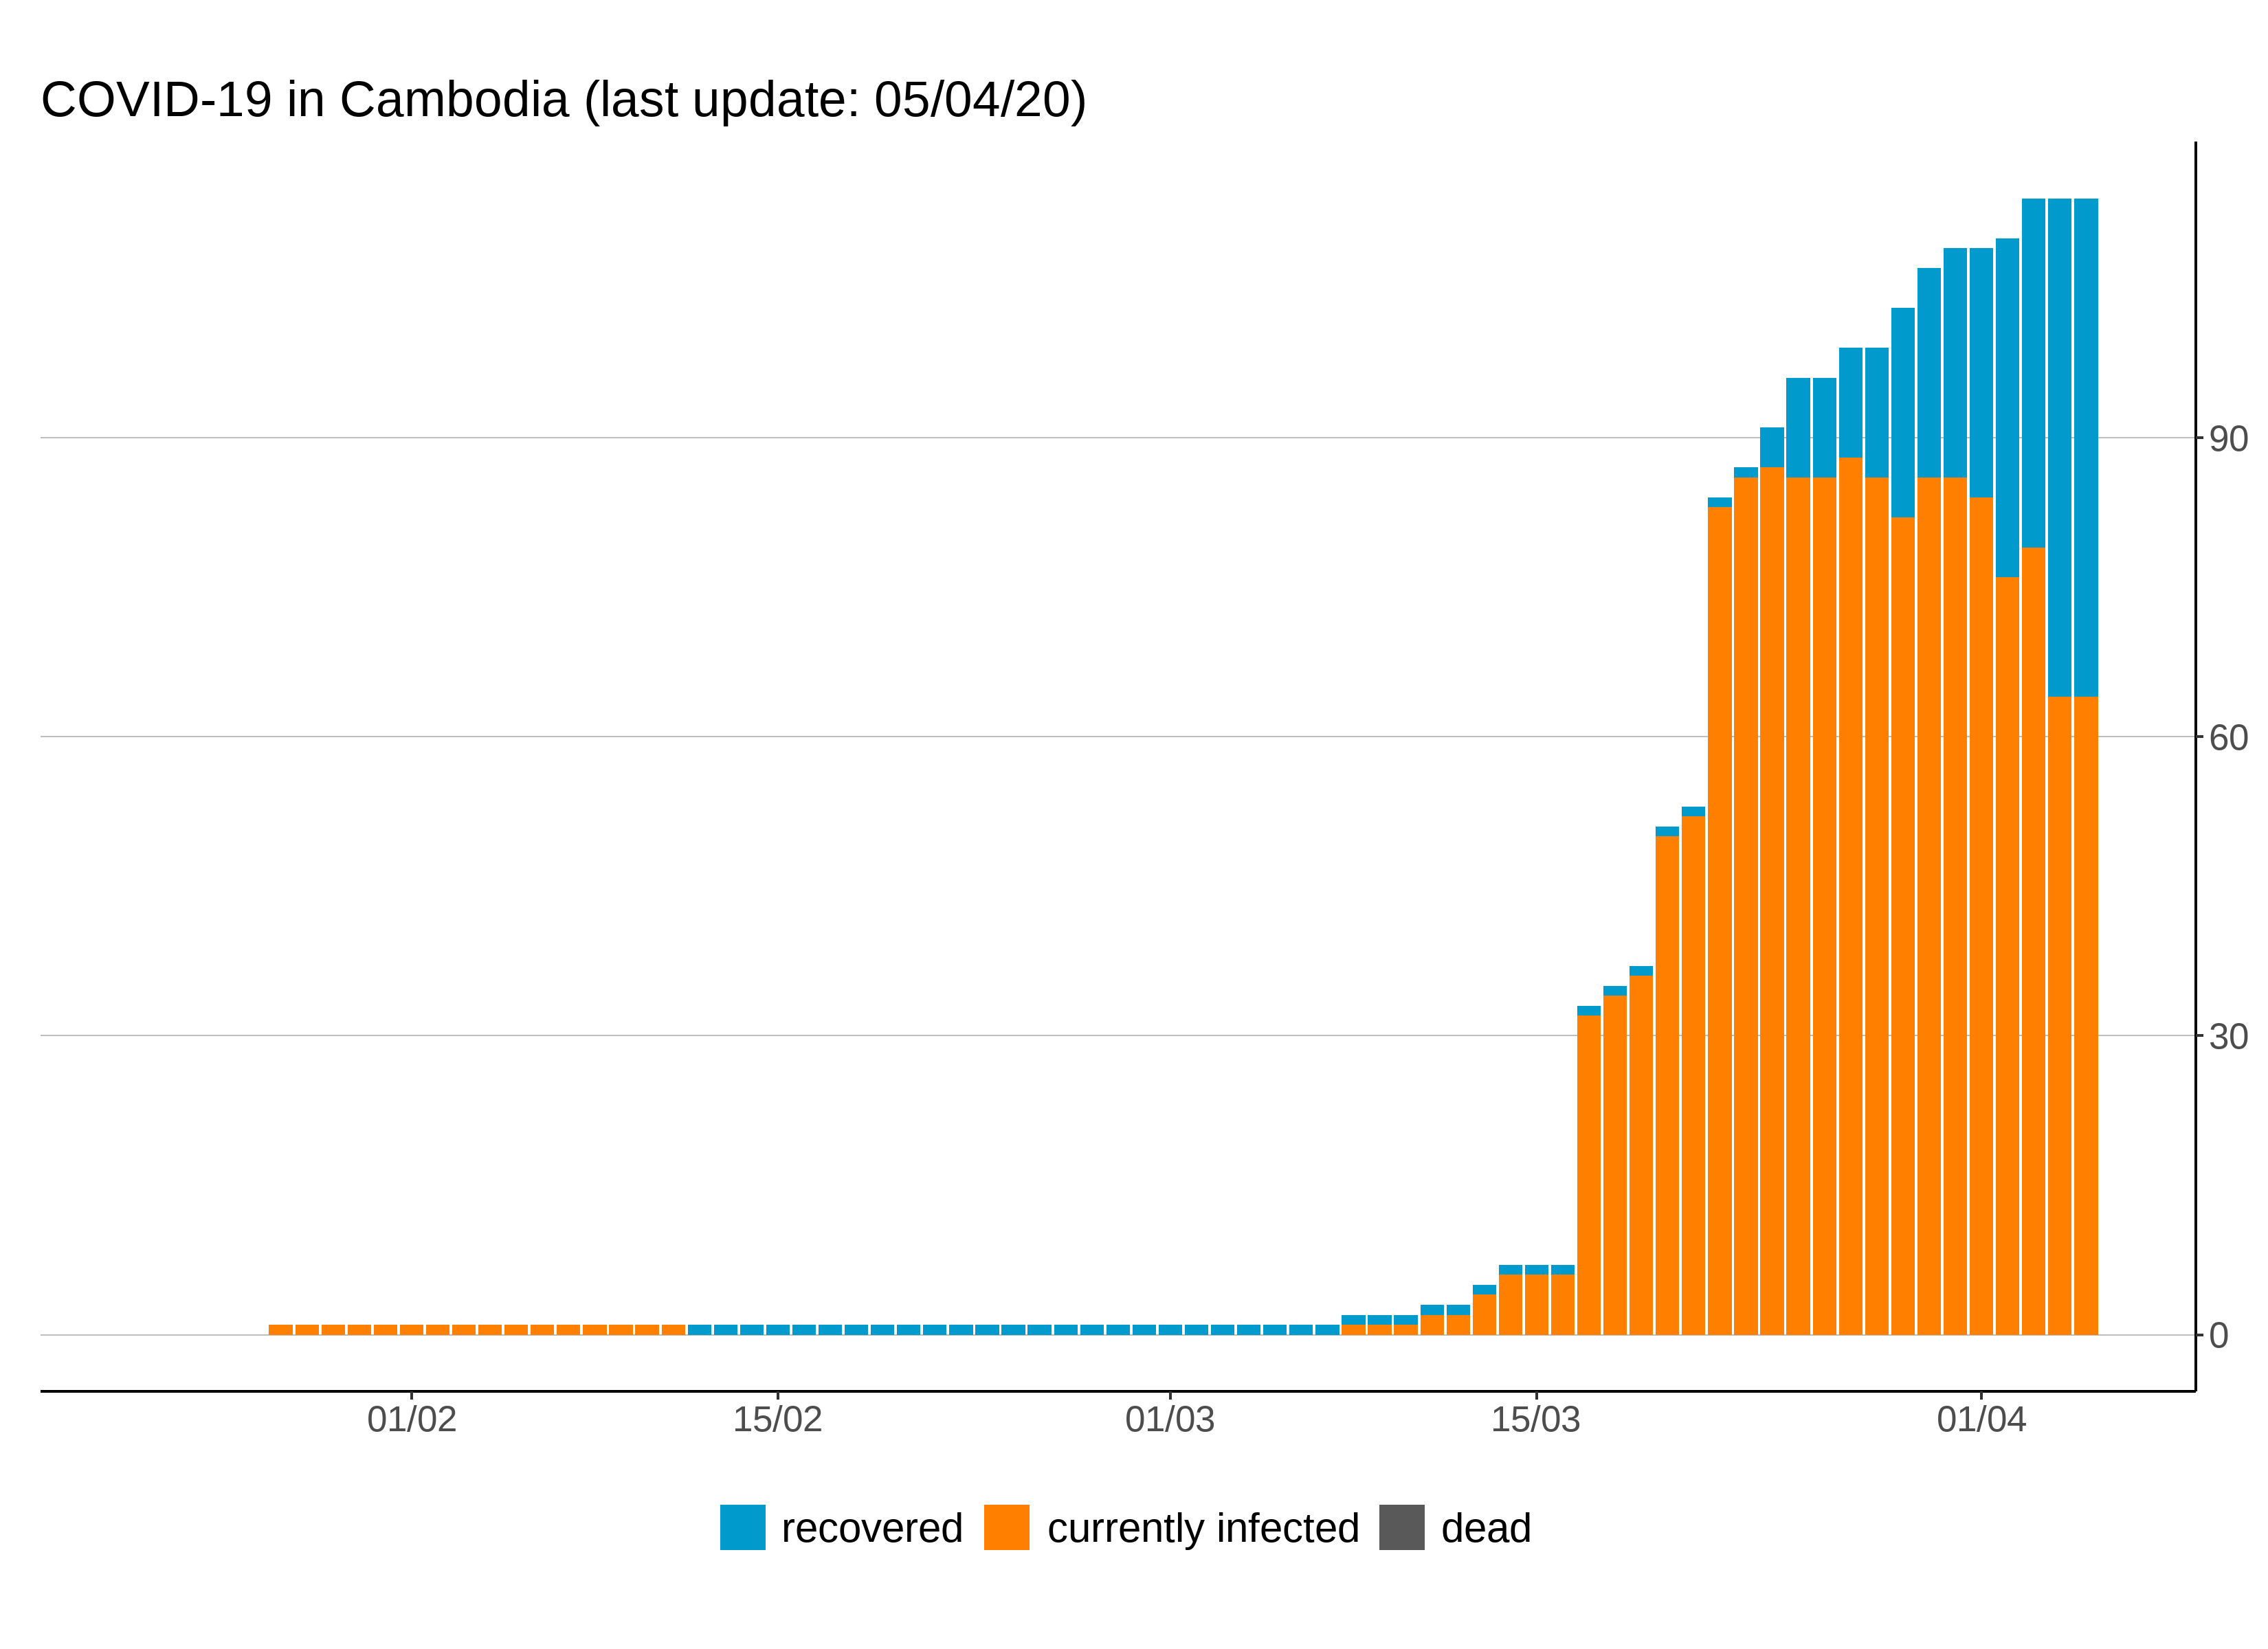 COVID-19 in Cambodia (last update: 05/04/20)
90
60
30
0
01/02 15/02 01/03 15/03 01/04
recovered currently infected dead